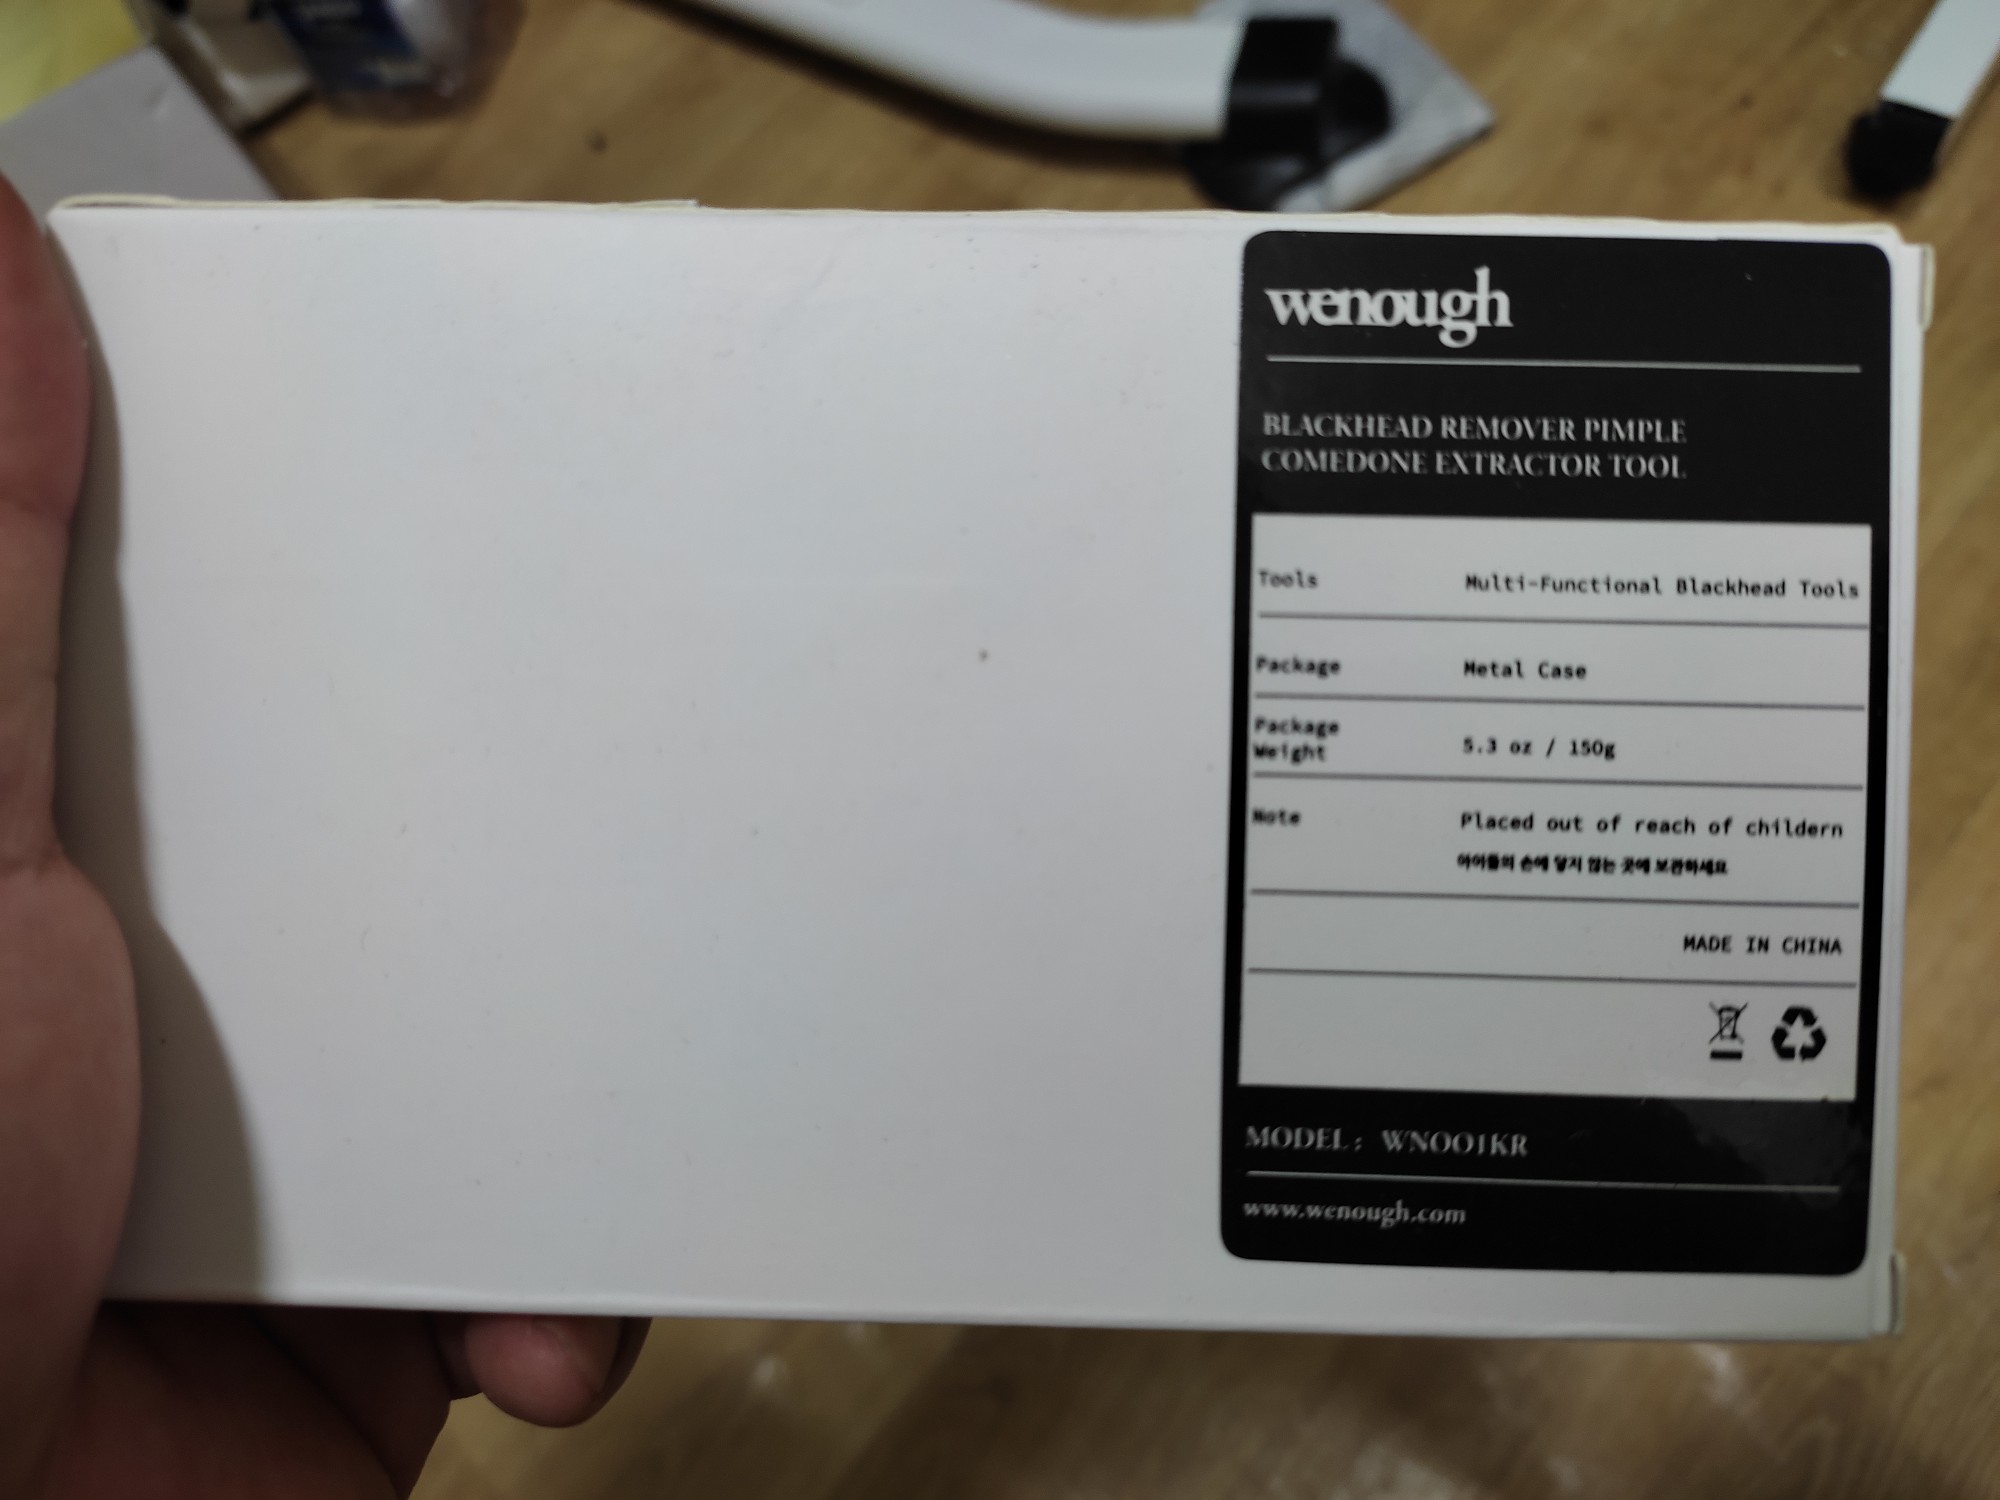 wenough
BLACKHEAD REMOVER PIMPLE
COMEDONE EXTRACTOR TOOL
Tools Multi-Functional Blackhead Tools
Package Metal Case
Package
Weight 5.3 oz / 150g
Note Placed out of reach of childern
아이들의 손에 닿지 않는 곳에 보관하세요
MADE IN CHINA
MODEL: WN001KR
www.wenough.com